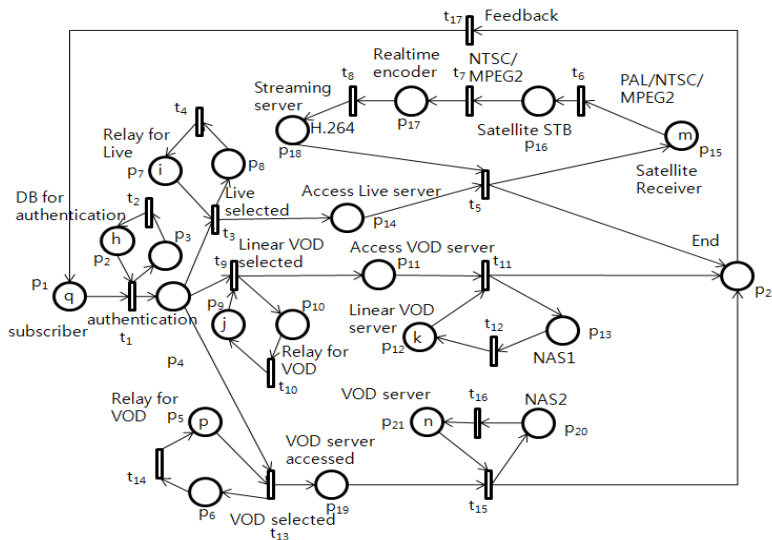 t17 Feedback
Realtime encoder
NTSC/
MPEG2
t8
t7
t6
PAL/NTSC/
MPEG2
Streaming
server
H.264
p18
p17
Satellite STB
p16
m
p15
Satellite
Receiver
t4
Relay for
Live
p7
i
p8
Live
selected
t3
Access Live server
p14
t5
DB for
authentication
t2
h
p2
p3
p1
q
subscriber
authentication
t1
p4
Linear VOD
selected
t9
p9
j
p10
Relay for
VOD
t10
Access VOD server
p11
t11
End
p2
Linear VOD
server
p12
k
t12
p13
NAS1
Relay for
VOD
p5
p
t14
p6
VOD server
accessed
p19
VOD selected
t13
VOD server
p21
n
t16
NAS2
p20
t15